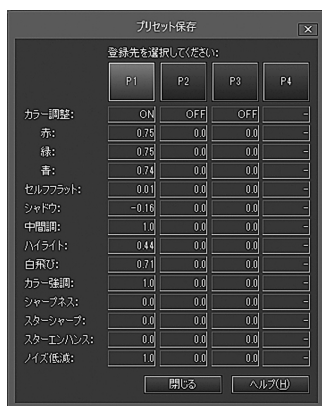 プリセット保存
登録先を選択してください:
P1 P2 P3 P4
カラー調整: ON OFF OFF -
赤: 0.75 0.0 0.0 -
緑: 0.75 0.0 0.0 -
青: 0.74 0.0 0.0 -
セルフフラット: 0.01 0.0 0.0 -
シャドウ: -0.16 0.0 0.0 -
中間調: 1.0 0.0 0.0 -
ハイライト: 0.44 0.0 0.0 -
白飛び: 0.71 0.0 0.0 -
カラー強調: 1.0 0.0 0.0 -
シャープネス: 0.0 0.0 0.0 -
スターシャープ: 0.0 0.0 0.0 -
スターエンハンス: 0.0 0.0 0.0 -
ノイズ低減: 1.0 0.0 0.0 -
閉じる ヘルプ(H)